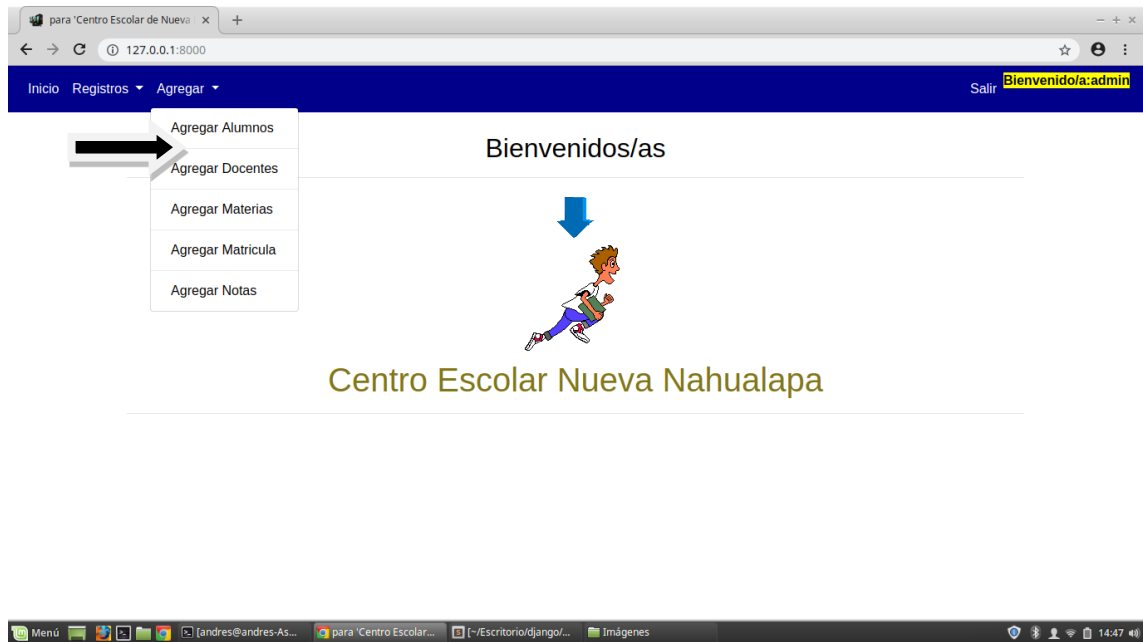 para 'Centro Escolar de Nueva
127.0.0.1:8000
Inicio Registros Agregar Salir Bienvenido/a:admin
Agregar Alumnos
Agregar Docentes
Agregar Materias
Agregar Matricula
Agregar Notas
Bienvenidos/as
Centro Escolar Nueva Nahualapa
Menú [andres@andres-As... para 'Centro Escolar... [~/Escritorio/django/... Imágenes 14:47